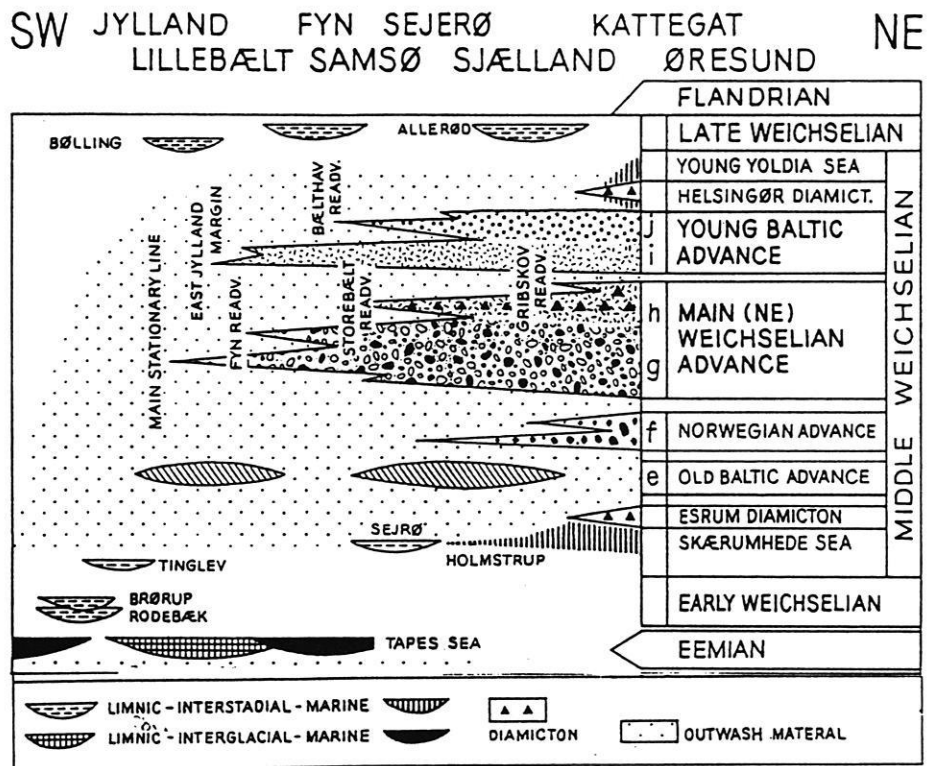 SW JYLLAND FYN SEJERØ KATTEGAT NE
LILLEBÆLT SAMSØ SJÆLLAND ØRESUND
FLANDRIAN
BØLLING
ALLERØD
LATE WEICHSELIAN
YOUNG YOLDIA SEA
HELSINGØR DIAMICT.
j YOUNG BALTIC
i ADVANCE
h MAIN (NE)
WEICHSELIAN
g ADVANCE
f NORWEGIAN ADVANCE
e OLD BALTIC ADVANCE
ESRUM DIAMICTON
SKÆRUMHEDE SEA
MIDDLE WEICHSELIAN
MAIN STATIONARY LINE
EAST JYLLAND
MARGIN
FYN READV.
BÆLTHAV
READV.
STOREBÆLT
READV.
GRIBSKOV
READV.
SEJRØ
HOLMSTRUP
TINGLEV
BRØRUP
RODEBÆK
EARLY WEICHSELIAN
TAPES SEA
EEMIAN
LIMNIC-INTERSTADIAL-MARINE
LIMNIC-INTERGLACIAL-MARINE
DIAMICTON
OUTWASH MATERAL